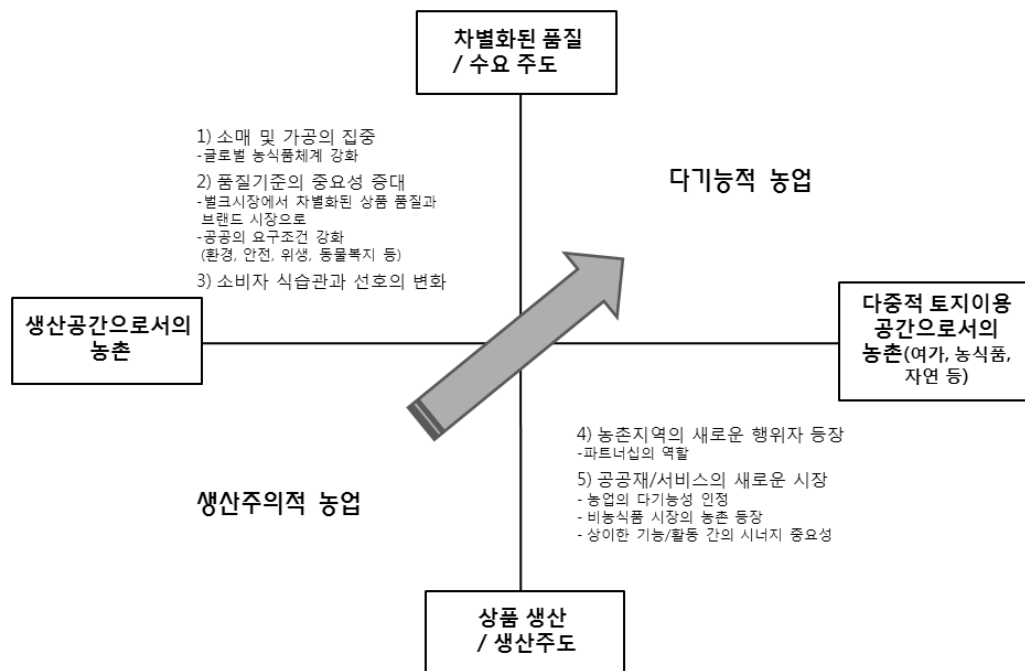 차별화된 품질
/ 수요 주도
1) 소매 및 가공의 집중
-글로벌 농식품체계 강화
2) 품질기준의 중요성 증대
-벌크시장에서 차별화된 상품 품질과
브랜드 시장으로
-공공의 요구조건 강화
(환경, 안전, 위생, 동물복지 등)
3) 소비자 식습관과 선호의 변화
다기능적 농업
생산공간으로서의
농촌
다중적 토지이용
공간으로서의
농촌(여가, 농식품,
자연 등)
생산주의적 농업
4) 농촌지역의 새로운 행위자 등장
-파트너십의 역할
5) 공공재/서비스의 새로운 시장
- 농업의 다기능성 인정
- 비농식품 시장의 농촌 등장
- 상이한 기능/활동 간의 시너지 중요성
상품 생산
/ 생산주도